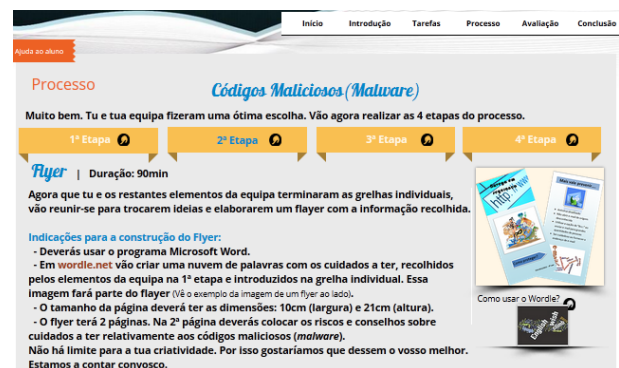 Início Introdução Tarefas Processo Avaliação Conclusão
Ajuda ao aluno
Processo
Códigos Maliciosos (Malware)
Muito bem. Tu e tua equipa fizeram uma ótima escolha. Vão agora realizar as 4 etapas do processo.
1ª Etapa 2ª Etapa 3ª Etapa 4ª Etapa
Flyer | Duração: 90min
Agora que tu e os restantes elementos da equipa terminaram as grelhas individuais,
vão reunir-se para trocarem ideias e elaborarem um flayer com a informação recolhida.
Indicações para a construção do Flyer:
- Deverás usar o programa Microsoft Word.
- Em wordle.net vão criar uma nuvem de palavras com os cuidados a ter, recolhidos
pelos elementos da equipa na 1ª etapa e introduzidos na grelha individual. Essa
imagem fará parte do flayer (Vê o exemplo da imagem de um flyer ao lado).
- O tamanho da página deverá ter as dimensões: 10cm (largura) e 21cm (altura).
- O flyer terá 2 páginas. Na 2ª página deverás colocar os riscos e conselhos sobre
cuidados a ter relativamente aos códigos maliciosos (malware).
Não há limite para a tua criatividade. Por isso gostaríamos que dessem o vosso melhor.
Estamos a contar convosco.
http
Como usar o Wordle?
English
wish